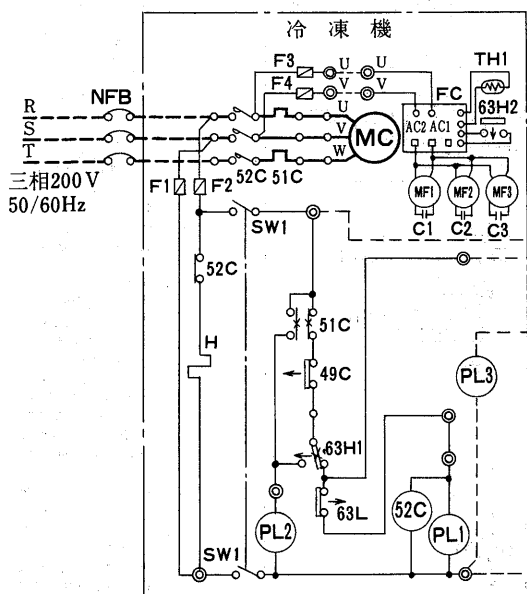 冷凍機
F3 U U TH1
F4 V V FC 63H2
NFB
R
S
T
U
V
W
MC
AC2 AC1
三相200V
50/60Hz
F1 F2 52C 51C
MF1 MF2 MF3
C1 C2 C3
SW1
52C
51C
H
49C
PL3
63H1
63L
52C
PL2
PL1
SW1